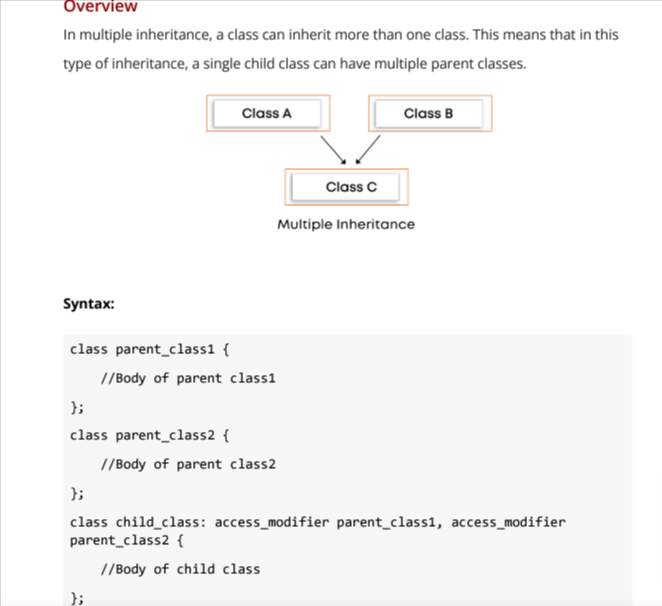 Overview
In multiple inheritance, a class can inherit more than one class. This means that in this
type of inheritance, a single child class can have multiple parent classes.
Class A
Class B
Class C
Multiple Inheritance
Syntax:
class parent_class1 {
//Body of parent class1
};
class parent_class2 {
//Body of parent class2
};
class child_class: access_modifier parent_class1, access_modifier
parent_class2 {
//Body of child class
};